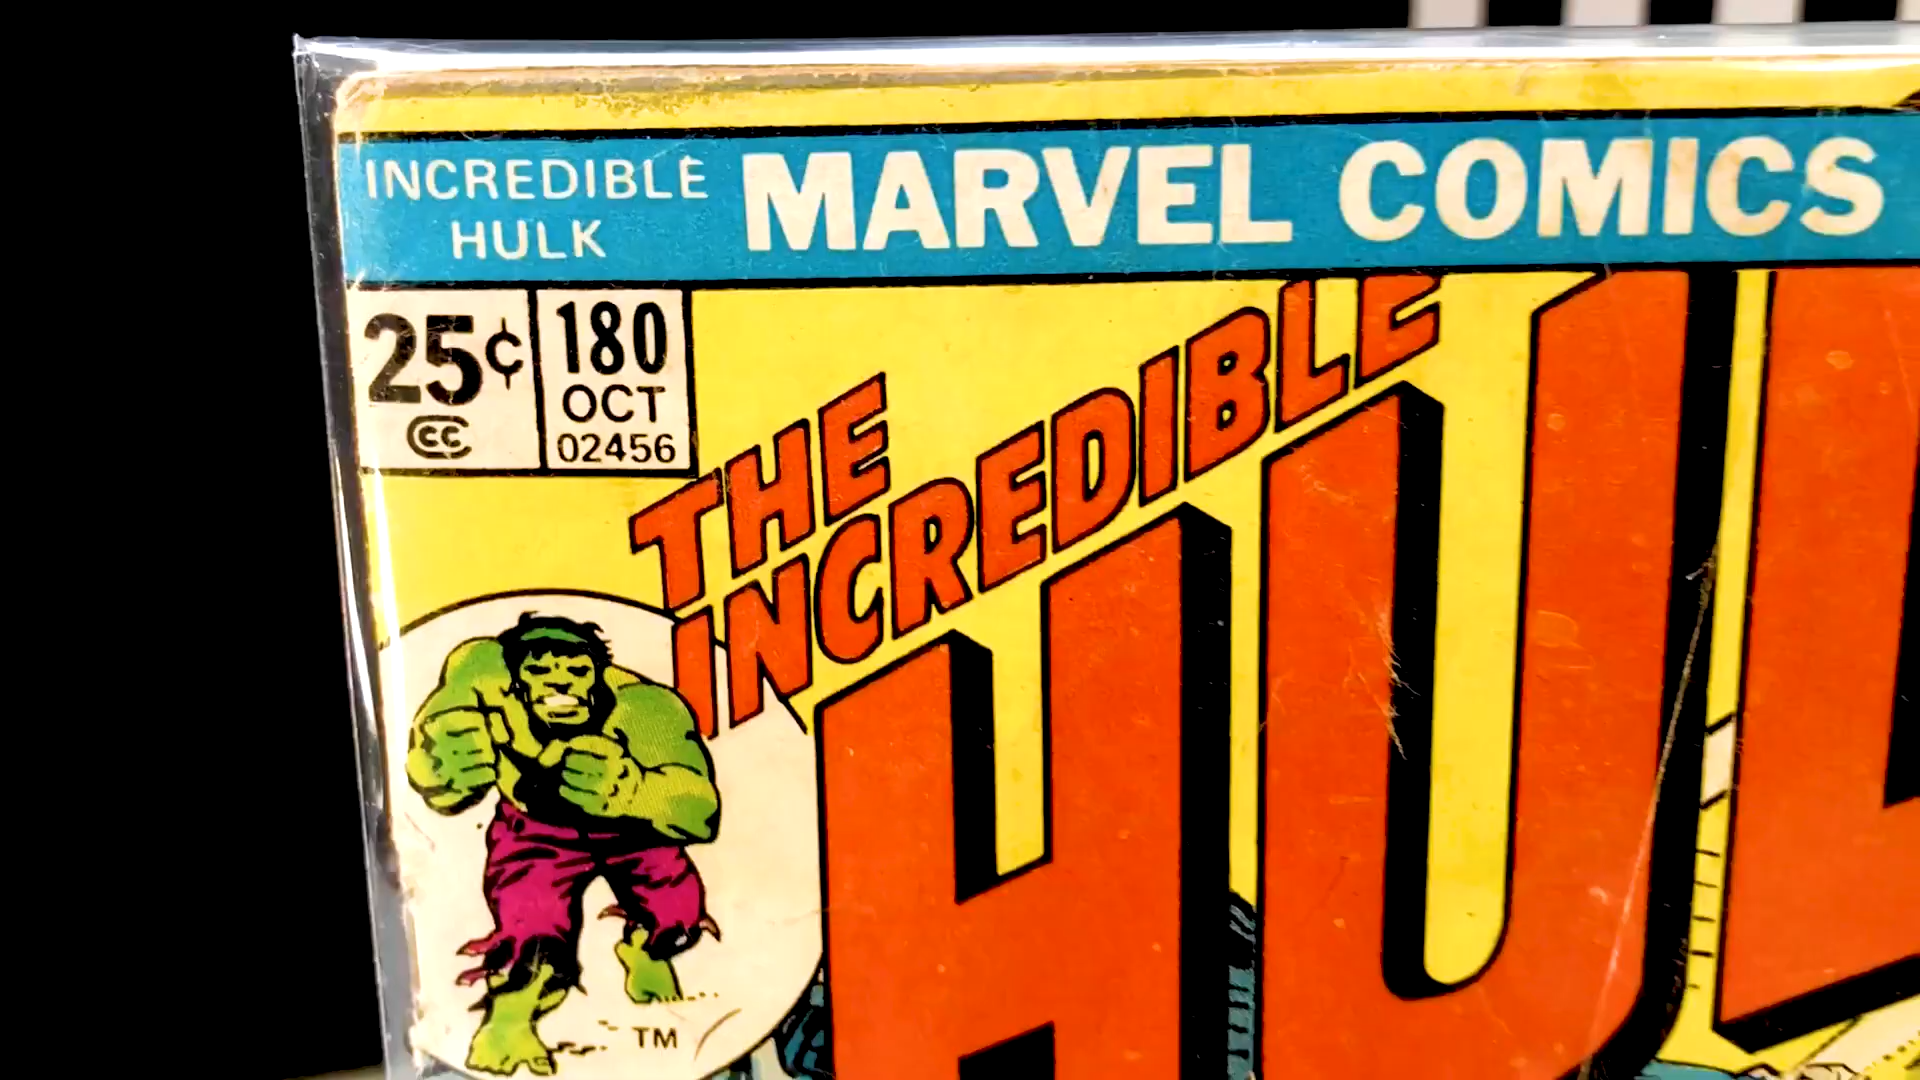 INCREDIBLE
HULK
MARVEL COMICS
25¢
CC
180
OCT
02456
THE
INCREDIBLE
HUL
TM